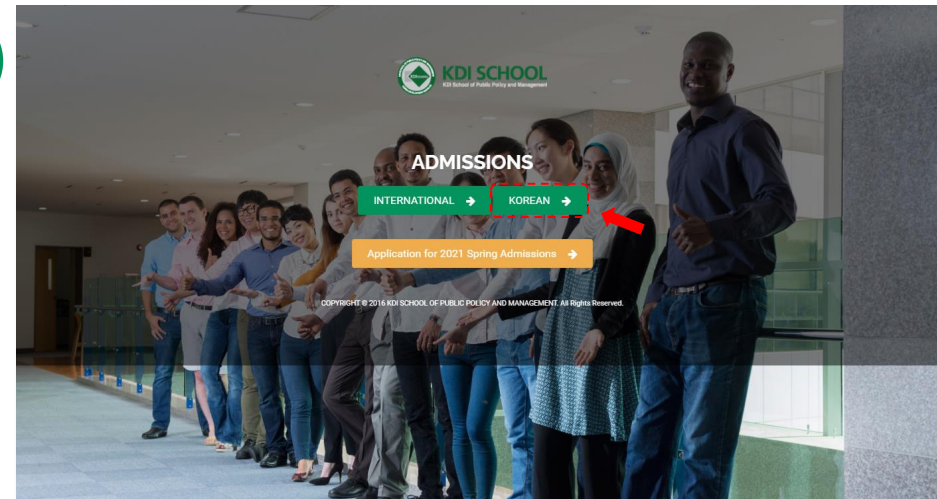 KDI SCHOOL
KDI School of Public Policy and Management
ADMISSIONS
INTERNATIONAL
KOREAN
Application for 2021 Spring Admissions
COPYRIGHT © 2016 KDI SCHOOL OF PUBLIC POLICY AND MANAGEMENT. All Rights Reserved.